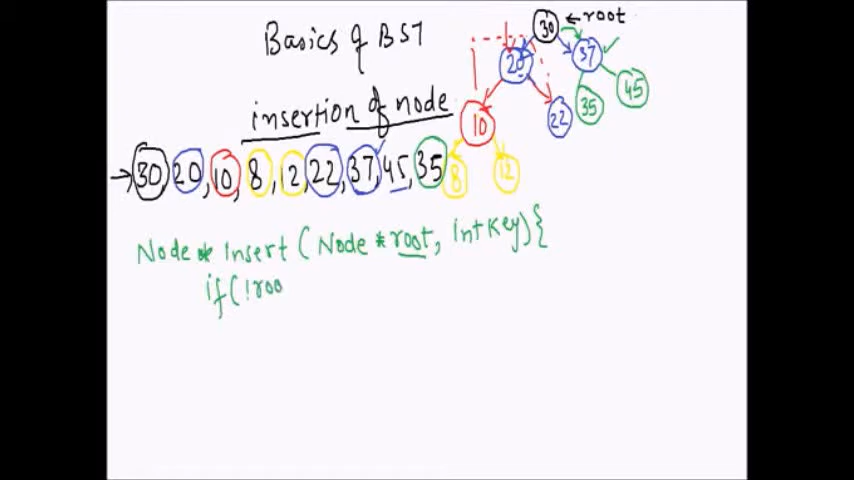 Basics of BST
30 ← root
20 37
insertion of node
10 22 35 45
→ 30, 20, 10, 8, 12, 22, 37, 45, 35
8 12
Node * Insert (Node * root, int key) {
if (!roo